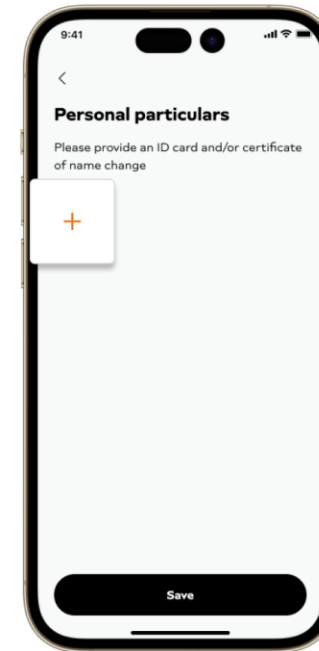 9:41
Personal particulars
Please provide an ID card and/or certificate
of name change
+
Save